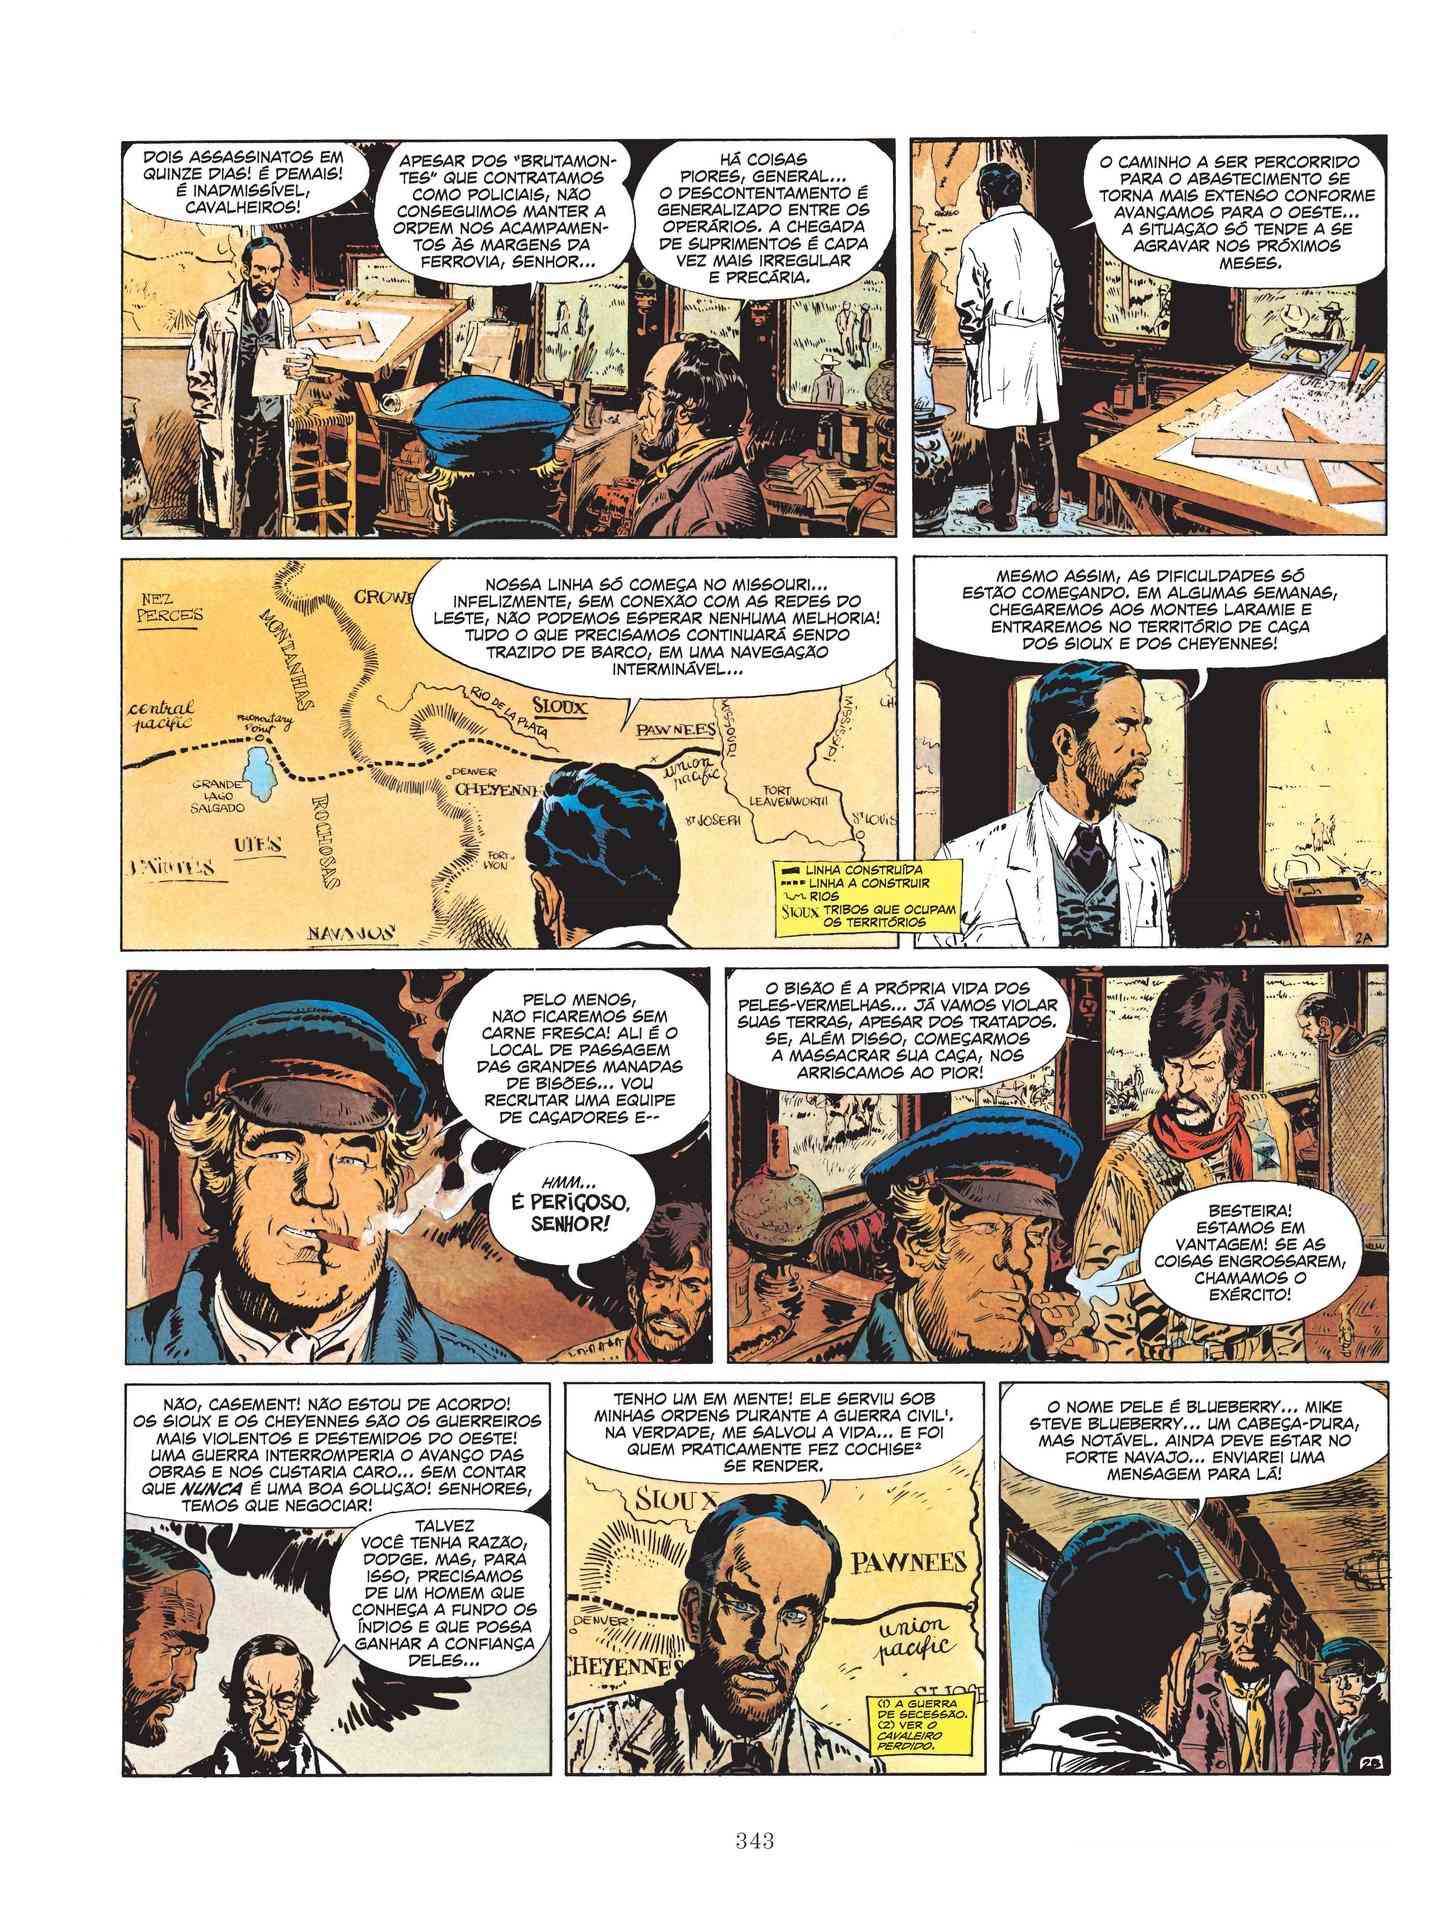 DOIS ASSASSINATOS EM
QUINZE DIAS! É DEMAIS!
É INADMISSÍVEL,
CAVALHEIROS!
APESAR DOS "BRUTAMON-
TES" QUE CONTRATAMOS
COMO POLICIAIS, NÃO
CONSEGUIMOS MANTER A
ORDEM NOS ACAMPAMEN-
TOS ÀS MARGENS DA
FERROVIA, SENHOR...
HÁ COISAS
PIORES, GENERAL...
O DESCONTENTAMENTO É
GENERALIZADO ENTRE OS
OPERÁRIOS. A CHEGADA
DE SUPRIMENTOS É CADA
VEZ MAIS IRREGULAR
E PRECÁRIA.
O CAMINHO A SER PERCORRIDO
PARA O ABASTECIMENTO SE
TORNA MAIS EXTENSO CONFORME
AVANÇAMOS PARA O OESTE...
A SITUAÇÃO SÓ TENDE A SE
AGRAVAR NOS PRÓXIMOS
MESES.
NOSSA LINHA SÓ COMEÇA NO MISSOURI...
INFELIZMENTE, SEM CONEXÃO COM AS REDES DO
LESTE, NÃO PODEMOS ESPERAR NENHUMA MELHORIA!
TUDO O QUE PRECISAMOS CONTINUARÁ SENDO
TRAZIDO DE BARCO, EM UMA NAVEGAÇÃO
INTERMINÁVEL...
NEZ
PERCES
CROWE
MONTANHAS
central
pacific
Promontary
Point
GRANDE
LAGO
SALGADO
RIO DE LA PLATA
SIOUX
PAWNEES
MISSOURI
MISSISSIPI
DENVER
CHEYENN
union
pacific
FORT
LEAVENWORTH
ST JOSEPH
ST LOUIS
UTES
ROCHOSAS
FORT
LYON
NAVAJOS
LINHA CONSTRUÍDA
LINHA A CONSTRUIR
RIOS
SIOUX TRIBOS QUE OCUPAM
OS TERRITÓRIOS
MESMO ASSIM, AS DIFICULDADES SÓ
ESTÃO COMEÇANDO. EM ALGUMAS SEMANAS,
CHEGAREMOS AOS MONTES LARAMIE E
ENTRAREMOS NO TERRITÓRIO DE CAÇA
DOS SIOUX E DOS CHEYENNES!
2A
PELO MENOS,
NÃO FICAREMOS SEM
CARNE FRESCA! ALI É O
LOCAL DE PASSAGEM
DAS GRANDES MANADAS
DE BISÕES... VOU
RECRUTAR UMA EQUIPE
DE CAÇADORES E--
HMM...
É PERIGOSO,
SENHOR!
O BISÃO É A PRÓPRIA VIDA DOS
PELES-VERMELHAS... JÁ VAMOS VIOLAR
SUAS TERRAS, APESAR DOS TRATADOS.
SE, ALÉM DISSO, COMEÇARMOS
A MASSACRAR SUA CAÇA, NOS
ARRISCAMOS AO PIOR!
BESTEIRA!
ESTAMOS EM
VANTAGEM! SE AS
COISAS ENGROSSAREM,
CHAMAMOS O
EXÉRCITO!
NÃO, CASEMENT! NÃO ESTOU DE ACORDO!
OS SIOUX E OS CHEYENNES SÃO OS GUERREIROS
MAIS VIOLENTOS E DESTEMIDOS DO OESTE!
UMA GUERRA INTERROMPERIA O AVANÇO DAS
OBRAS E NOS CUSTARIA CARO... SEM CONTAR
QUE NUNCA É UMA BOA SOLUÇÃO! SENHORES,
TEMOS QUE NEGOCIAR!
TALVEZ
VOCÊ TENHA RAZÃO,
DODGE. MAS, PARA
ISSO, PRECISAMOS
DE UM HOMEM QUE
CONHEÇA A FUNDO OS
ÍNDIOS E QUE POSSA
GANHAR A CONFIANÇA
DELES...
TENHO UM EM MENTE! ELE SERVIU SOB
MINHAS ORDENS DURANTE A GUERRA CIVIL¹.
NA VERDADE, ME SALVOU A VIDA... E FOI
QUEM PRATICAMENTE FEZ COCHISE²
SE RENDER.
SIOUX
PAWNEES
DENVER
CHEYENNES
union
pacific
ST JOSE
(1) A GUERRA
DE SECESSÃO.
(2) VER O
CAVALEIRO
PERDIDO.
O NOME DELE É BLUEBERRY... MIKE
STEVE BLUEBERRY... UM CABEÇA-DURA,
MAS NOTÁVEL. AINDA DEVE ESTAR NO
FORTE NAVAJO... ENVIAREI UMA
MENSAGEM PARA LÁ!
2B
343